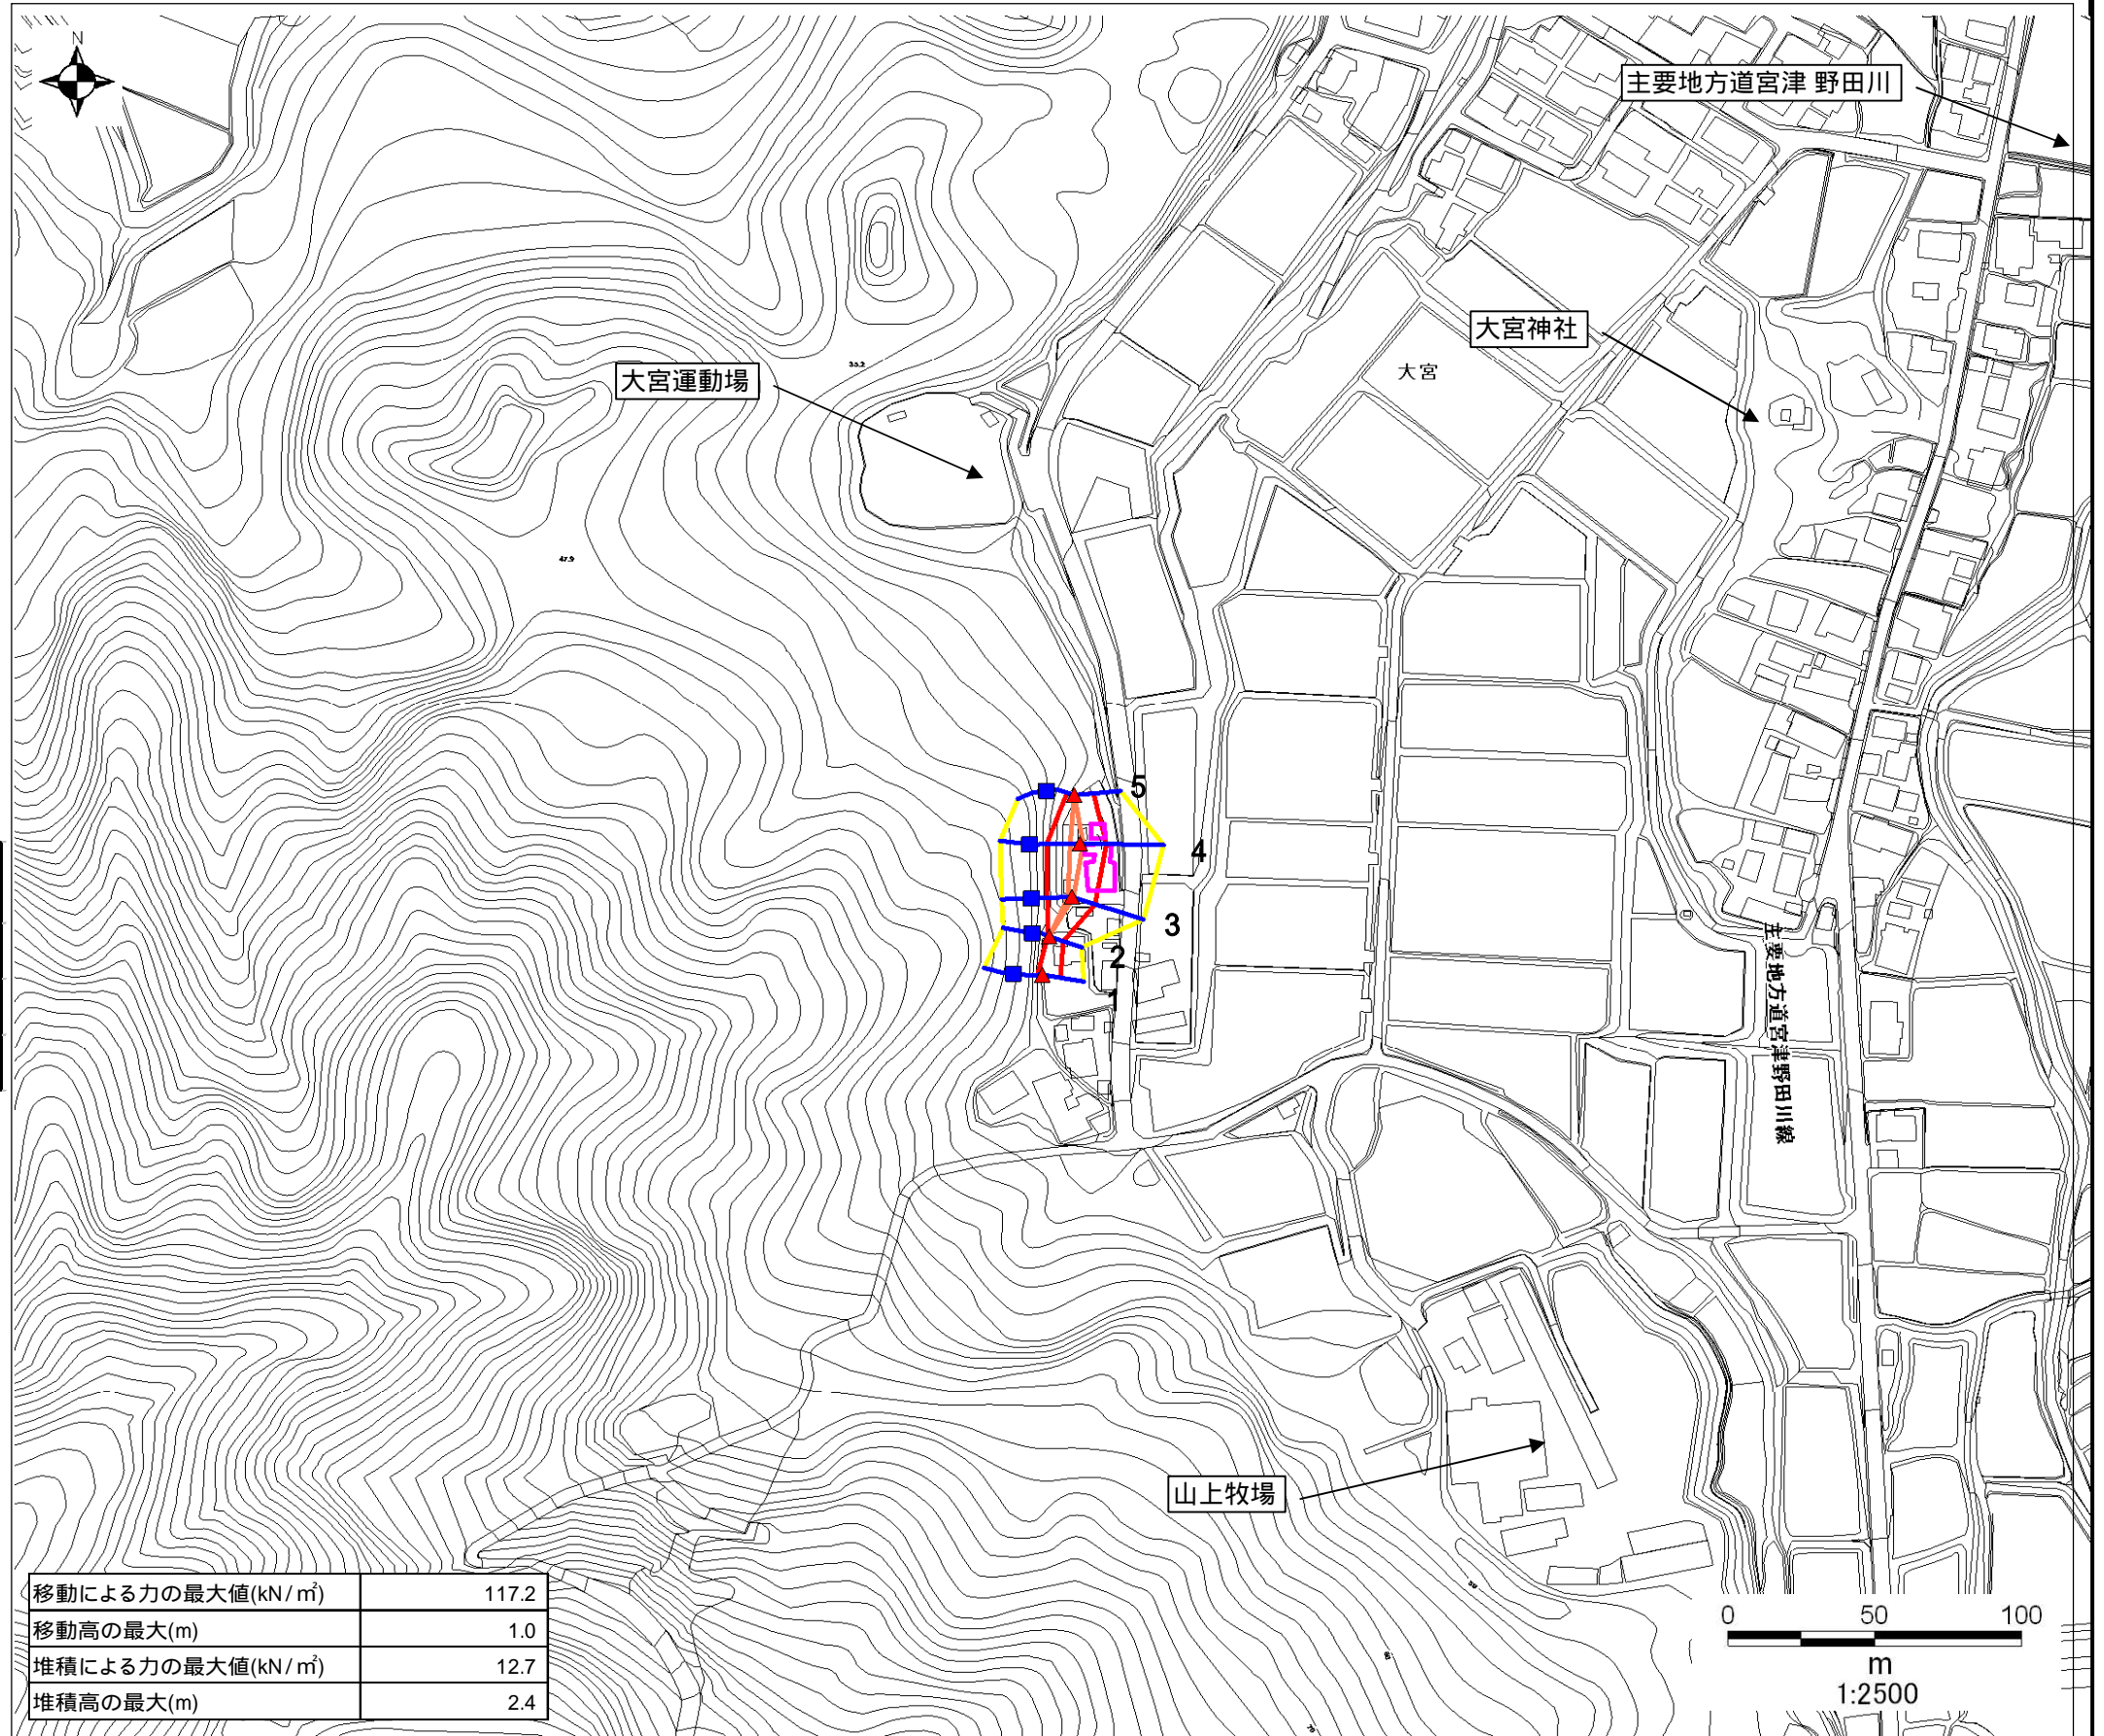 N
主要地方道宮津 野田川
大宮神社
大宮
大宮運動場
33.2
47.9
5
4
3
2
1
主要地方道宮津野田川線
山上牧場
移動による力の最大値(kN/㎡) 117.2
移動高の最大(m) 1.0
堆積による力の最大値(kN/㎡) 12.7
堆積高の最大(m) 2.4
0 50 100
m
1:2500